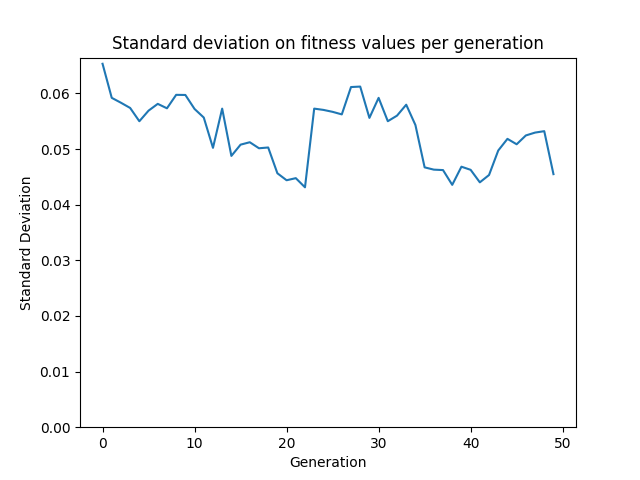 Standard deviation on fitness values per generation
0.06
0.05
0.04
0.03
0.02
0.01
0.00
Standard Deviation
0 10 20 30 40 50
Generation